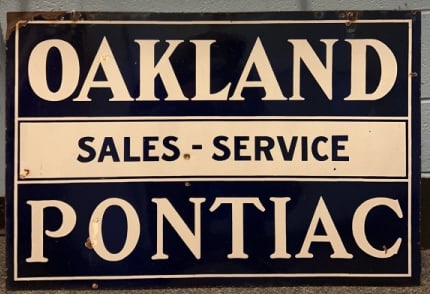 OAKLAND
SALES - SERVICE
PONTIAC